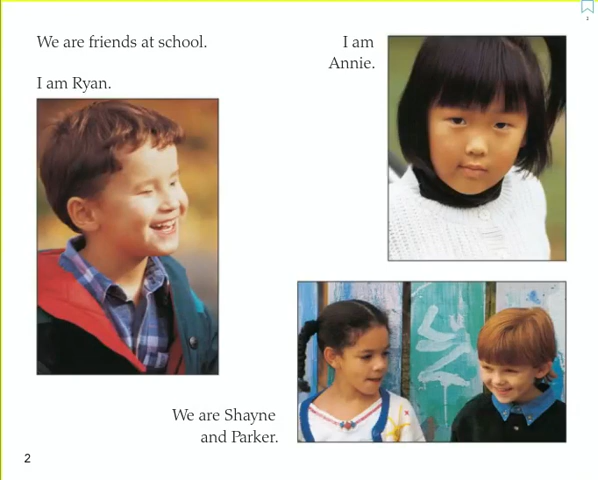 We are friends at school.
I am Ryan.
I am
Annie.
We are Shayne
and Parker.
2